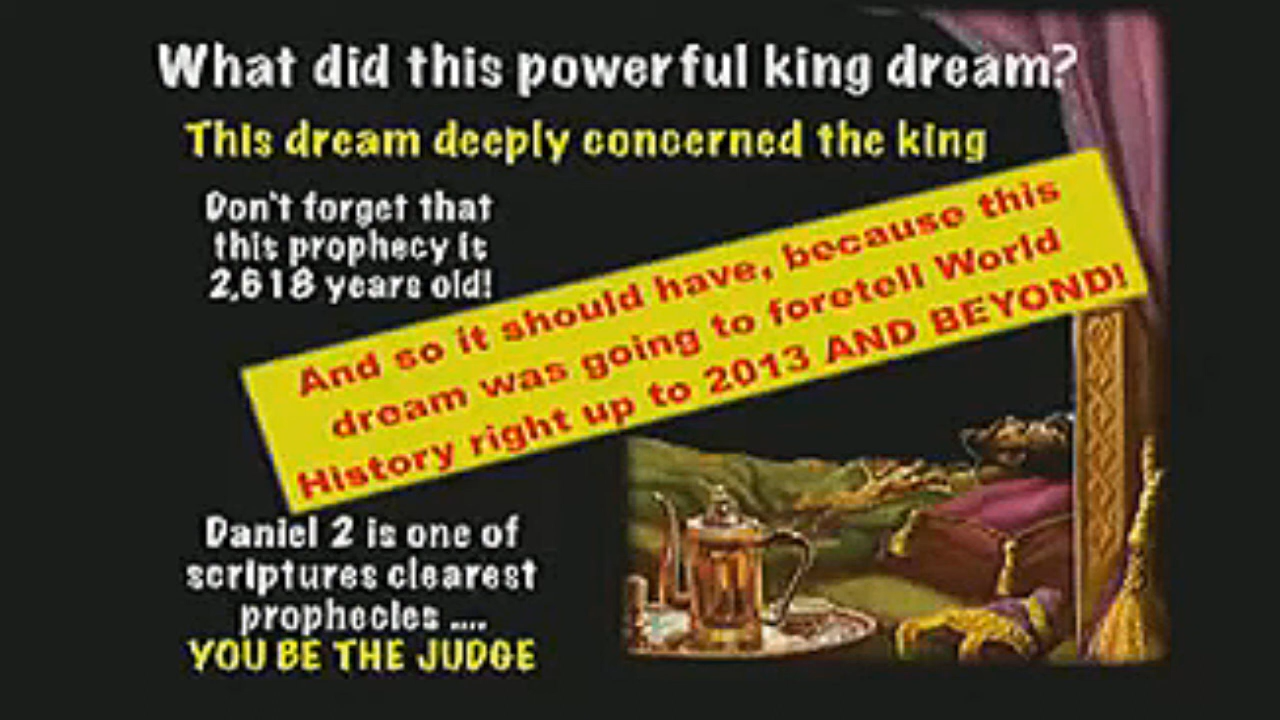 What did this powerful king dream?
This dream deeply concerned the king
Don't forget that
this prophecy is
2,618 years old!
And so it should have, because this
dream was going to foretell World
History right up to 2013 AND BEYOND!
Daniel 2 is one of
scriptures clearest
prophecies ....
YOU BE THE JUDGE